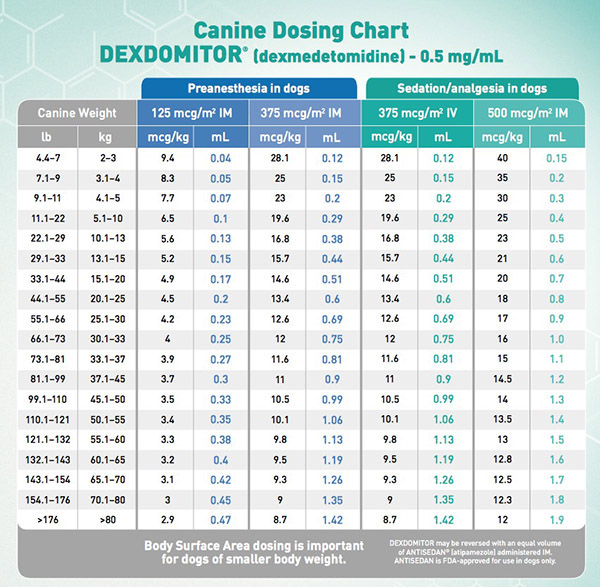 Canine Dosing Chart
DEXDOMITOR® (dexmedetomidine) - 0.5 mg/mL
Preanesthesia in dogs Sedation/analgesia in dogs
Canine Weight 125 mcg/m² IM 375 mcg/m² IM 375 mcg/m² IV 500 mcg/m² IM
lb kg mcg/kg mL mcg/kg mL mcg/kg mL mcg/kg mL
4.4–7 2–3 9.4 0.04 28.1 0.12 28.1 0.12 40 0.15
7.1–9 3.1–4 8.3 0.05 25 0.15 25 0.15 35 0.2
9.1–11 4.1–5 7.7 0.07 23 0.2 23 0.2 30 0.3
11.1–22 5.1–10 6.5 0.1 19.6 0.29 19.6 0.29 25 0.4
22.1–29 10.1–13 5.6 0.13 16.8 0.38 16.8 0.38 23 0.5
29.1–33 13.1–15 5.2 0.15 15.7 0.44 15.7 0.44 21 0.6
33.1–44 15.1–20 4.9 0.17 14.6 0.51 14.6 0.51 20 0.7
44.1–55 20.1–25 4.5 0.2 13.4 0.6 13.4 0.6 18 0.8
55.1–66 25.1–30 4.2 0.23 12.6 0.69 12.6 0.69 17 0.9
66.1–73 30.1–33 4 0.25 12 0.75 12 0.75 16 1.0
73.1–81 33.1–37 3.9 0.27 11.6 0.81 11.6 0.81 15 1.1
81.1–99 37.1–45 3.7 0.3 11 0.9 11 0.9 14.5 1.2
99.1–110 45.1–50 3.5 0.33 10.5 0.99 10.5 0.99 14 1.3
110.1–121 50.1–55 3.4 0.35 10.1 1.06 10.1 1.06 13.5 1.4
121.1–132 55.1–60 3.3 0.38 9.8 1.13 9.8 1.13 13 1.5
132.1–143 60.1–65 3.2 0.4 9.5 1.19 9.5 1.19 12.8 1.6
143.1–154 65.1–70 3.1 0.42 9.3 1.26 9.3 1.26 12.5 1.7
154.1–176 70.1–80 3 0.45 9 1.35 9 1.35 12.3 1.8
>176 >80 2.9 0.47 8.7 1.42 8.7 1.42 12 1.9
Body Surface Area dosing is important
for dogs of smaller body weight.
DEXDOMITOR may be reversed with an equal volume
of ANTISEDAN® (atipamezole) administered IM.
ANTISEDAN is FDA-approved for use in dogs only.